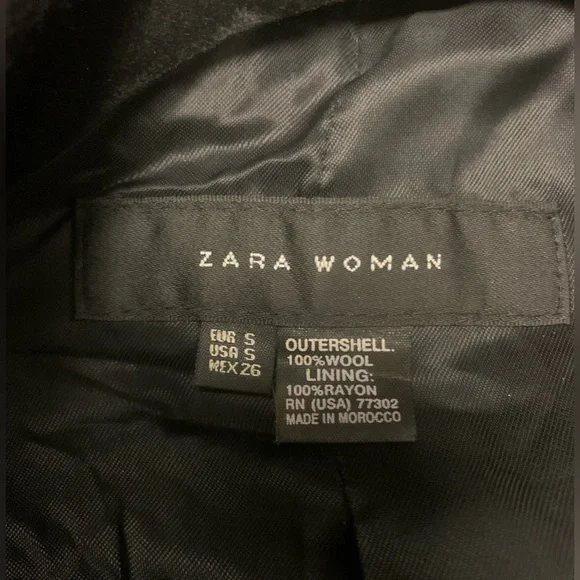 ZARA WOMAN
EUR S
USA S
MEX 26
OUTERSHELL.
100%WOOL
LINING:
100%RAYON
RN (USA) 77302
MADE IN MOROCCO